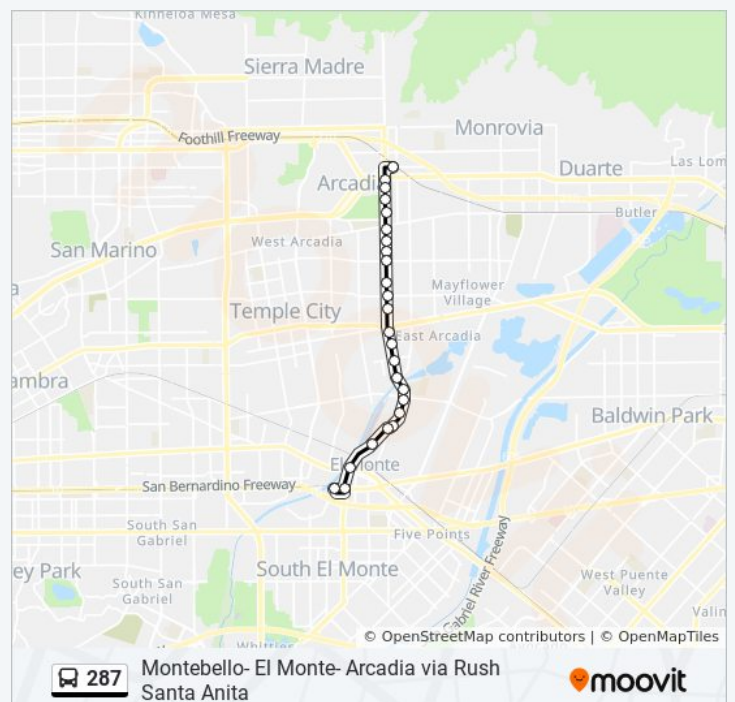 Kinneloa Mesa
Sierra Madre
Foothill Freeway
Monrovia
Duarte
Las Lom
Arcadia
Butler
San Marino
West Arcadia
Mayflower
Village
Temple City
East Arcadia
ambra
Baldwin Park
El Monte
San Bernardino Freeway
South San
Gabriel
Five Points
ey Park
South El Monte
West Puente
Valley
South San
Gabriel
Gabriel River Freeway
Valin
Whittier
© OpenStreetMap contributors | © OpenMapTiles
287
Montebello- El Monte- Arcadia via Rush
Santa Anita
moovit